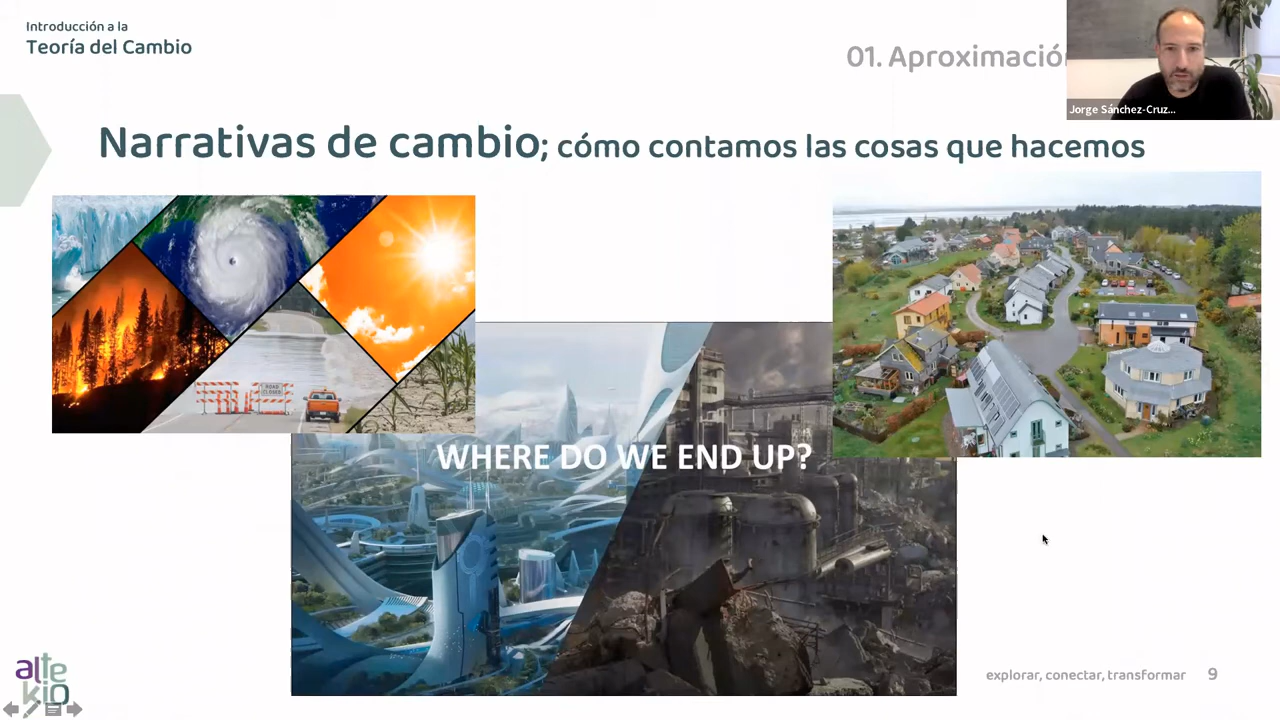 Introducción a la
Teoría del Cambio
01. Aproximación
Jorge Sánchez-Cruz...
Narrativas de cambio; cómo contamos las cosas que hacemos
ROAD
CLOSED
WHERE DO WE END UP?
alte
kio
explorar, conectar, transformar 9